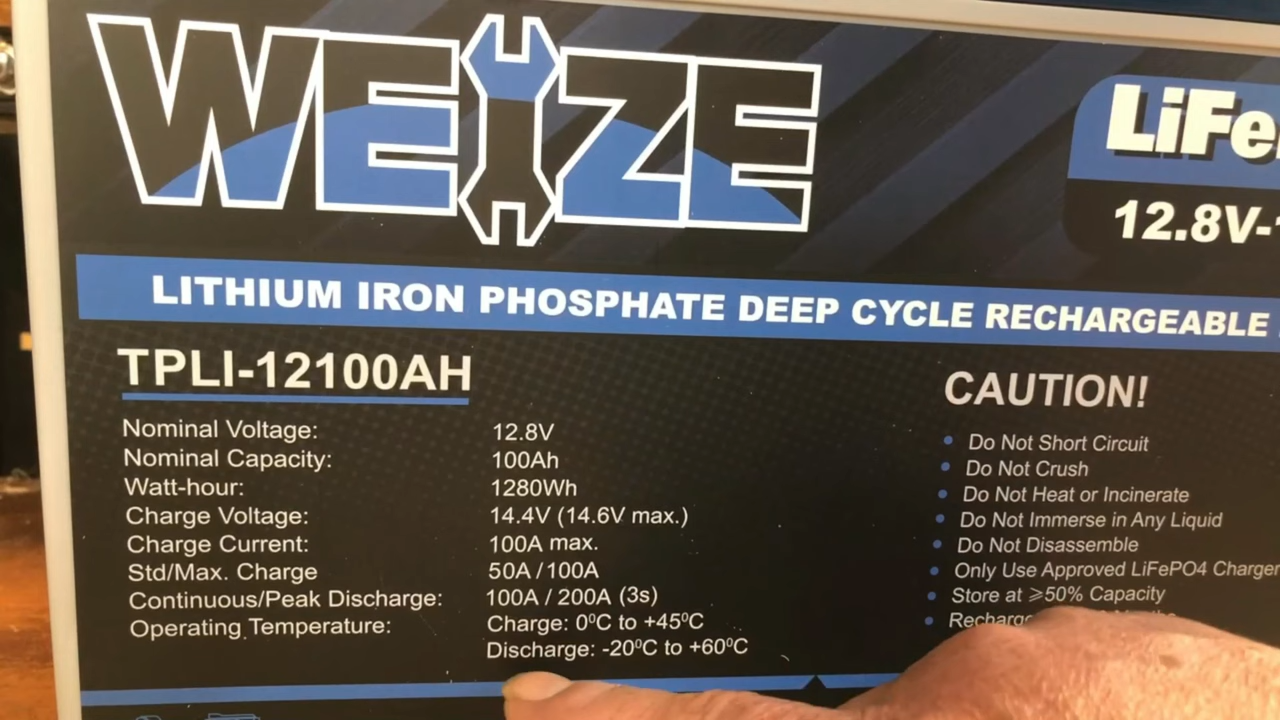 WEIZE
LiFe
12.8V-
LITHIUM IRON PHOSPHATE DEEP CYCLE RECHARGEABLE
TPLI-12100AH
Nominal Voltage: 12.8V
Nominal Capacity: 100Ah
Watt-hour: 1280Wh
Charge Voltage: 14.4V (14.6V max.)
Charge Current: 100A max.
Std/Max. Charge 50A / 100A
Continuous/Peak Discharge: 100A / 200A (3s)
Operating Temperature: Charge: 0⁰C to +45⁰C
Discharge: -20⁰C to +60⁰C
CAUTION!
• Do Not Short Circuit
• Do Not Crush
• Do Not Heat or Incinerate
• Do Not Immerse in Any Liquid
• Do Not Disassemble
• Only Use Approved LiFePO4 Charger
• Store at ⩾50% Capacity